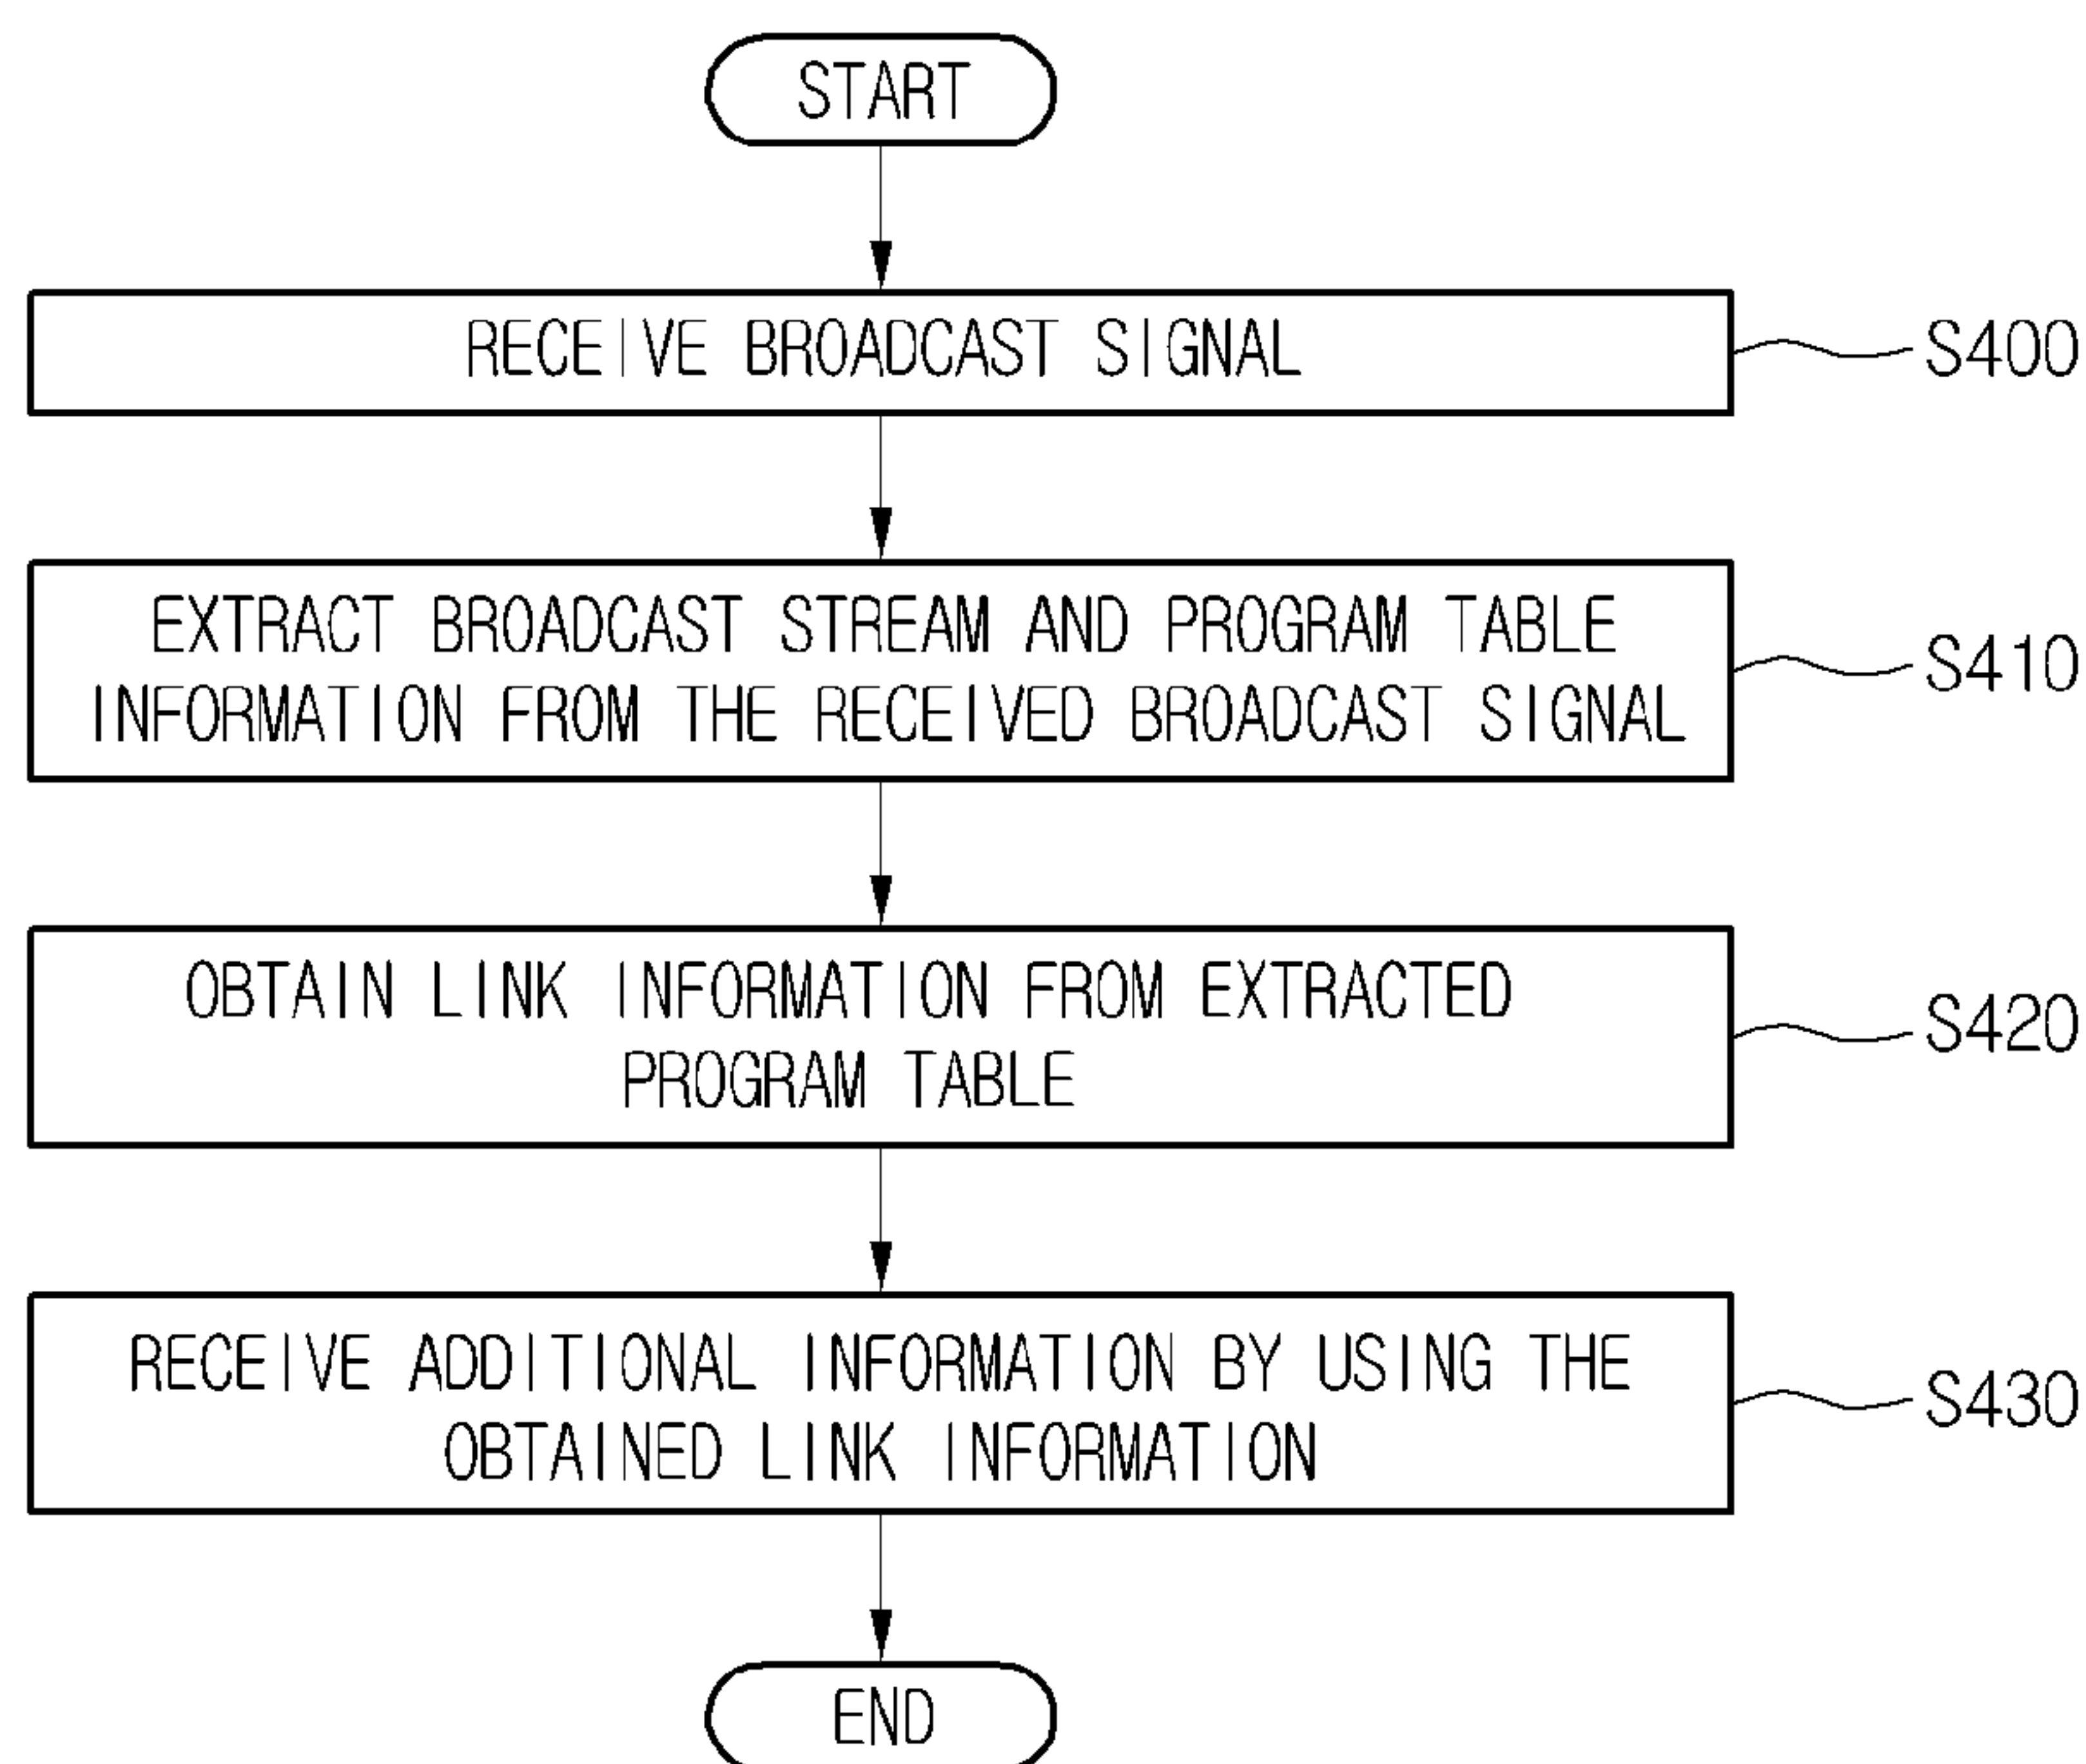 START
RECEIVE BROADCAST SIGNAL
S400
EXTRACT BROADCAST STREAM AND PROGRAM TABLE
INFORMATION FROM THE RECEIVED BROADCAST SIGNAL
S410
OBTAIN LINK INFORMATION FROM EXTRACTED
PROGRAM TABLE
S420
RECEIVE ADDITIONAL INFORMATION BY USING THE
OBTAINED LINK INFORMATION
S430
END